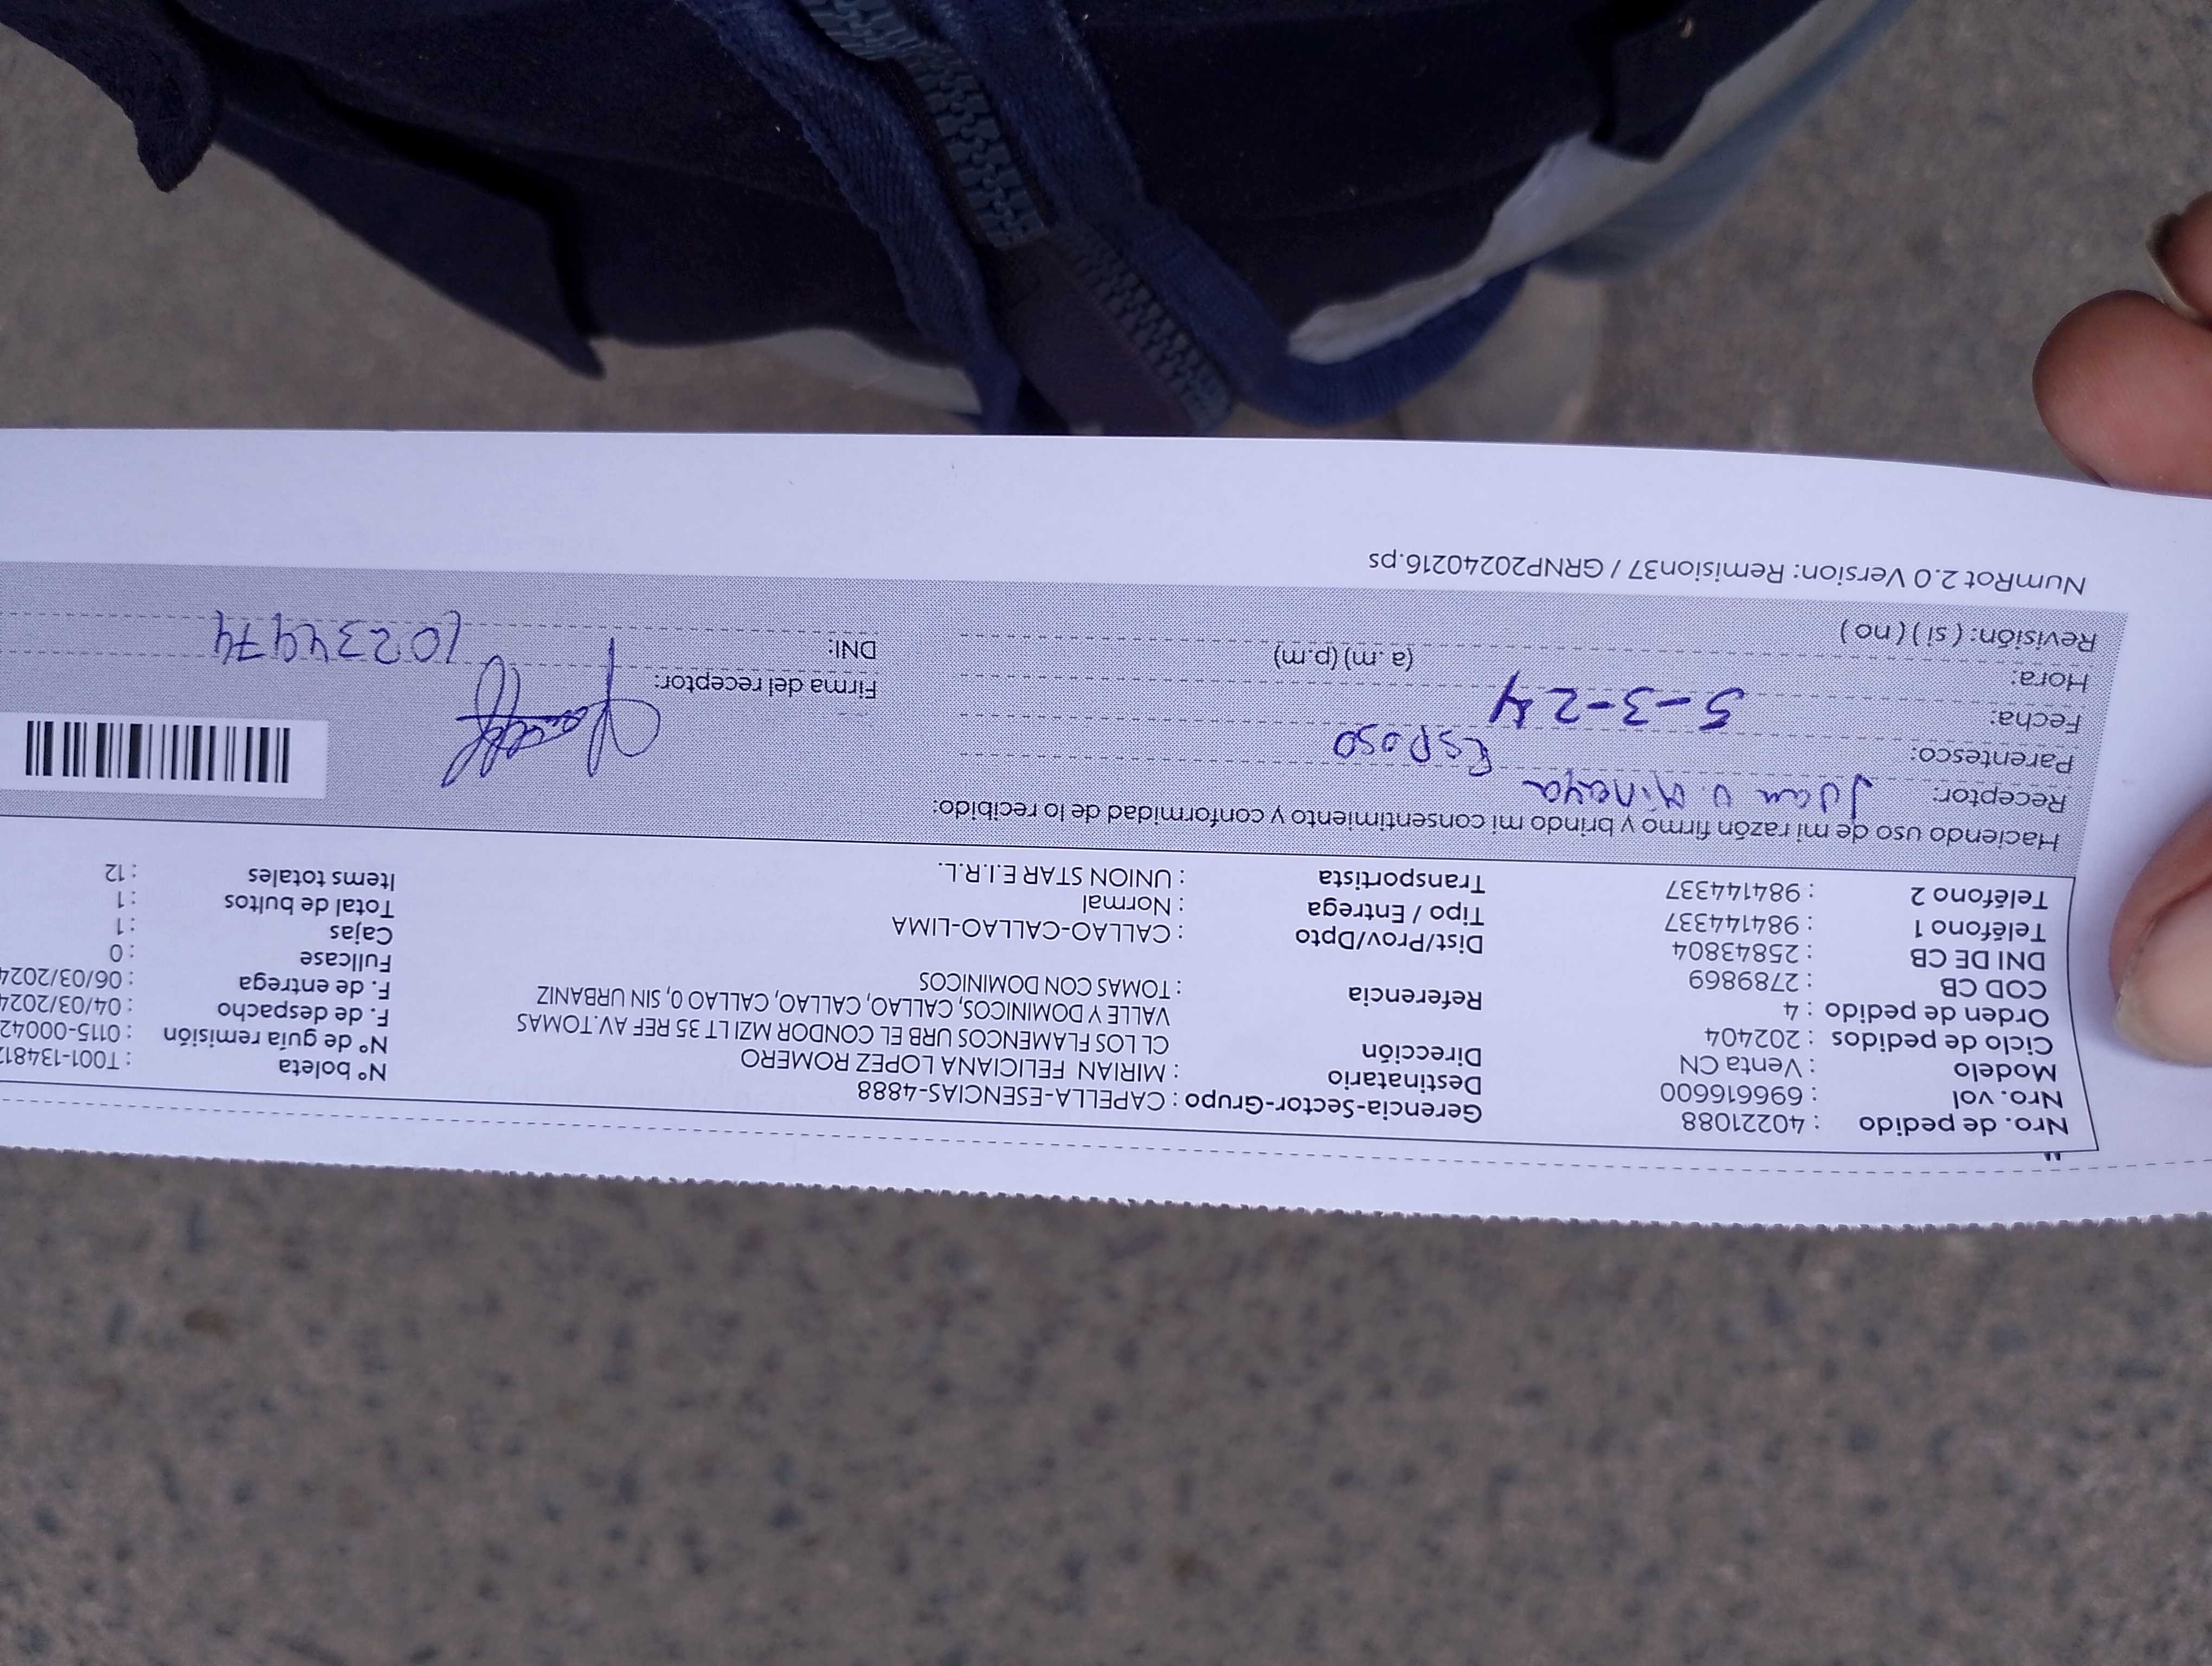 Nro. de pedido : 40221088
Nro. vol : 696616600
Modelo : Venta CN
Ciclo de pedidos : 202404
Orden de pedido : 4
COD CB : 2789869
DNI DE CB : 25843804
Teléfono 1 : 984144337
Teléfono 2 : 984144337
Gerencia-Sector-Grupo : CAPELLA-ESENCIAS-4888
Destinatario : MIRIAN FELICIANA LOPEZ ROMERO
Dirección CL LOS FLAMENCOS URB EL CONDOR MZI LT 35 REF AV.TOMAS
VALLE Y DOMINICOS, CALLAO, CALLAO, CALLAO 0, SIN URBANIZ
Referencia : TOMAS CON DOMINICOS
Dist/Prov/Dpto : CALLAO-CALLAO-LIMA
Tipo / Entrega : Normal
Transportista : UNION STAR E.I.R.L.
N° boleta : T001-134812
N° de guía remisión : 0115-00042
F. de despacho : 04/03/2024
F. de entrega : 06/03/2024
Fullcase : 0
Cajas : 1
Total de bultos : 1
Items totales : 12
Haciendo uso de mi razón firmo y brindo mi consentimiento y conformidad de lo recibido:
Receptor: Juan V. Minaya
Parentesco: Esposo
Fecha: 5-3-24
Hora: (a.m) (p.m)
Revisión: ( si ) ( no )
Firma del receptor:
DNI: 10234974
NumRot 2.0 Version: Remision37 / GRNP20240216.ps